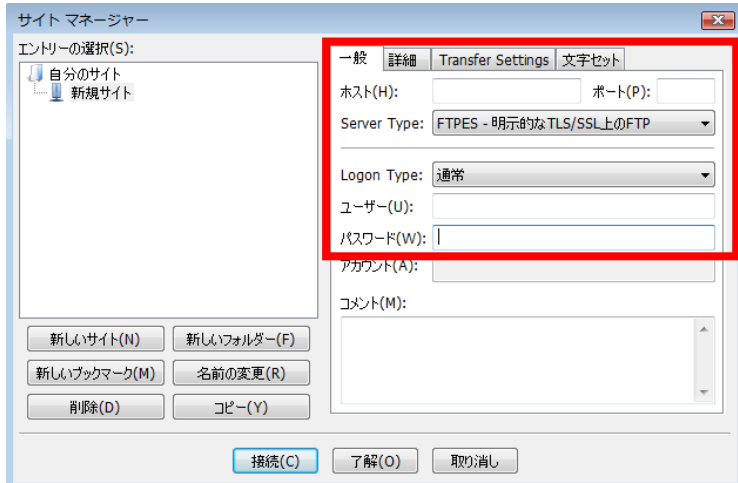 サイト マネージャー
エントリーの選択(S):
自分のサイト
新規サイト
新しいサイト(N) 新しいフォルダー(F)
新しいブックマーク(M) 名前の変更(R)
削除(D) コピー(Y)
一般 詳細 Transfer Settings 文字セット
ホスト(H): ポート(P):
Server Type: FTPES - 明示的なTLS/SSL上のFTP
Logon Type: 通常
ユーザー(U):
パスワード(W):
アカウント(A):
コメント(M):
接続(C) 了解(O) 取り消し